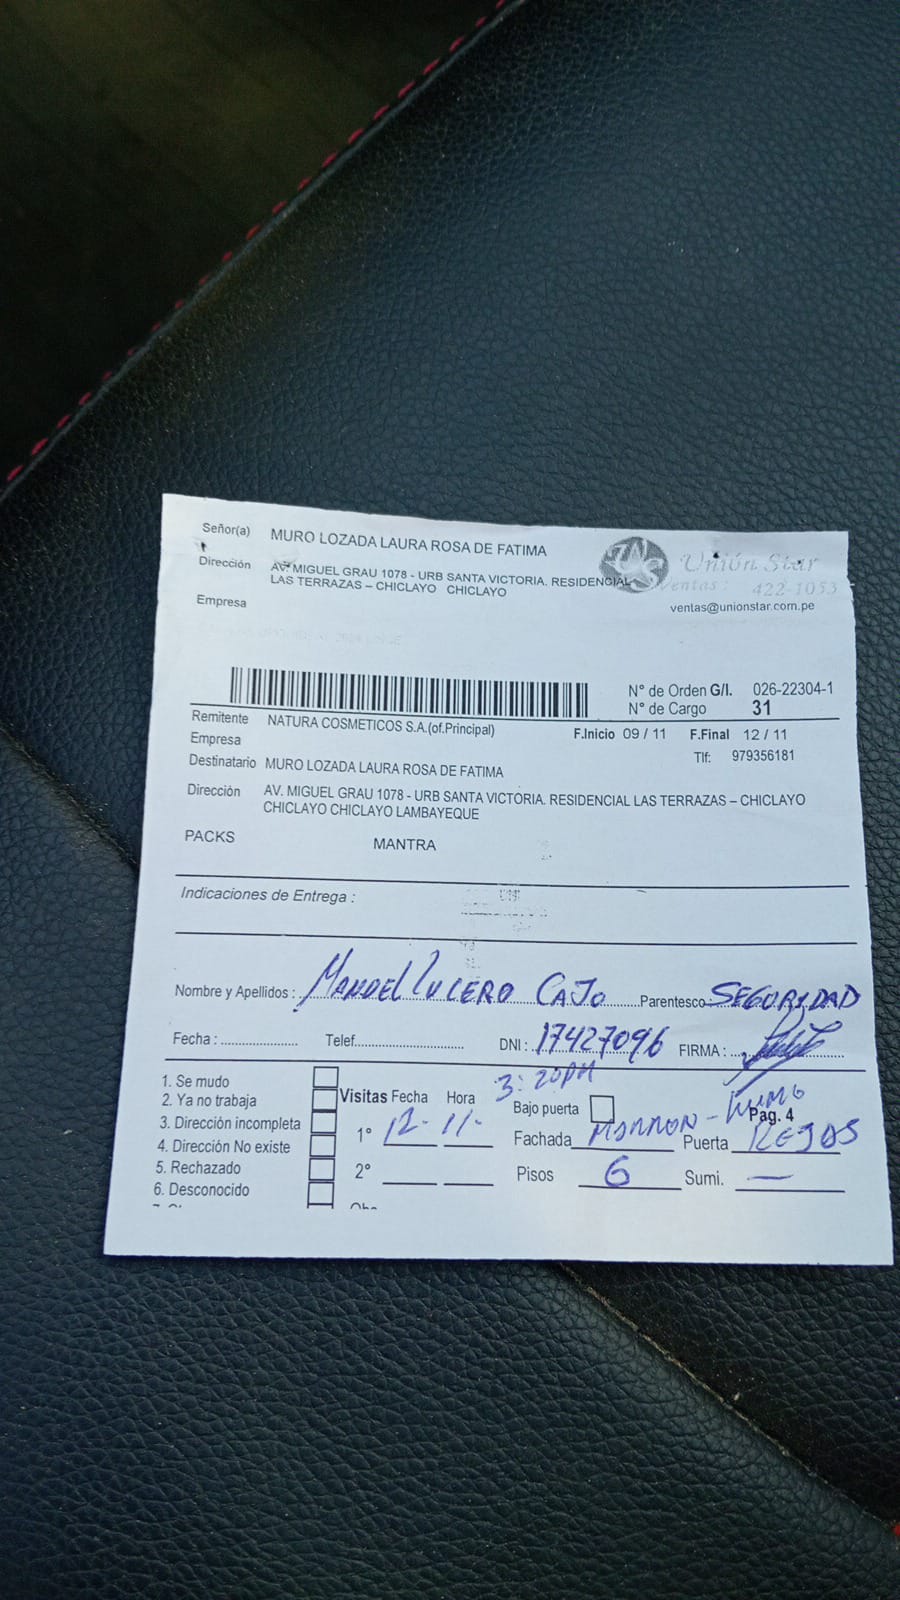 Señor(a) MURO LOZADA LAURA ROSA DE FATIMA
Unión Star
Dirección AV. MIGUEL GRAU 1078 - URB SANTA VICTORIA. RESIDENCIAL
LAS TERRAZAS – CHICLAYO CHICLAYO
ventas: 422-1053
Empresa
ventas@unionstar.com.pe
N° de Orden G/I. 026-22304-1
N° de Cargo 31
Remitente NATURA COSMETICOS S.A.(of.Principal)
F.Inicio 09 / 11 F.Final 12 / 11
Empresa
Tlf: 979356181
Destinatario MURO LOZADA LAURA ROSA DE FATIMA
Dirección AV. MIGUEL GRAU 1078 - URB SANTA VICTORIA. RESIDENCIAL LAS TERRAZAS – CHICLAYO
CHICLAYO CHICLAYO LAMBAYEQUE
PACKS MANTRA
Indicaciones de Entrega :
Nombre y Apellidos : MANUEL LUCERO CAJO Parentesco SEGURIDAD
Fecha : Telef. DNI : 17427096 FIRMA :
1. Se mudo
2. Ya no trabaja
3. Dirección incompleta
4. Dirección No existe
5. Rechazado
6. Desconocido
Visitas Fecha Hora 3:20PM
1° 12- 11-
2°
Bajo puerta
Pag. 4
Fachada MARRON - HUMO Puerta REJAS
Pisos 6 Sumi. —